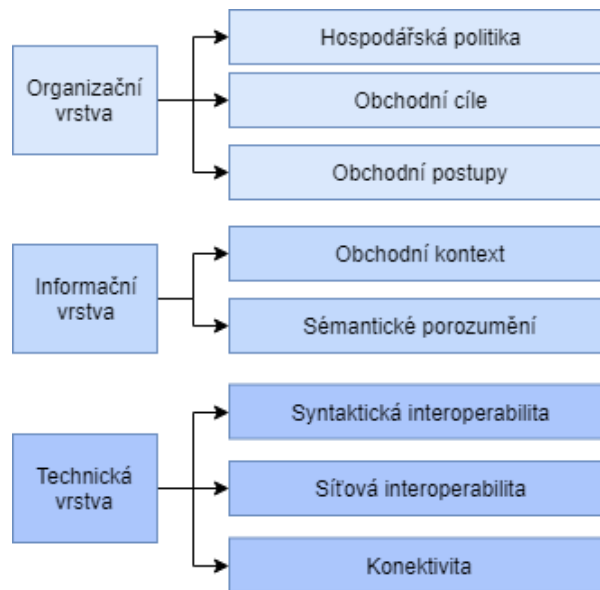 Organizační
vrstva
Hospodářská politika
Obchodní cíle
Obchodní postupy
Informační
vrstva
Obchodní kontext
Sémantické porozumění
Technická
vrstva
Syntaktická interoperabilita
Síťová interoperabilita
Konektivita